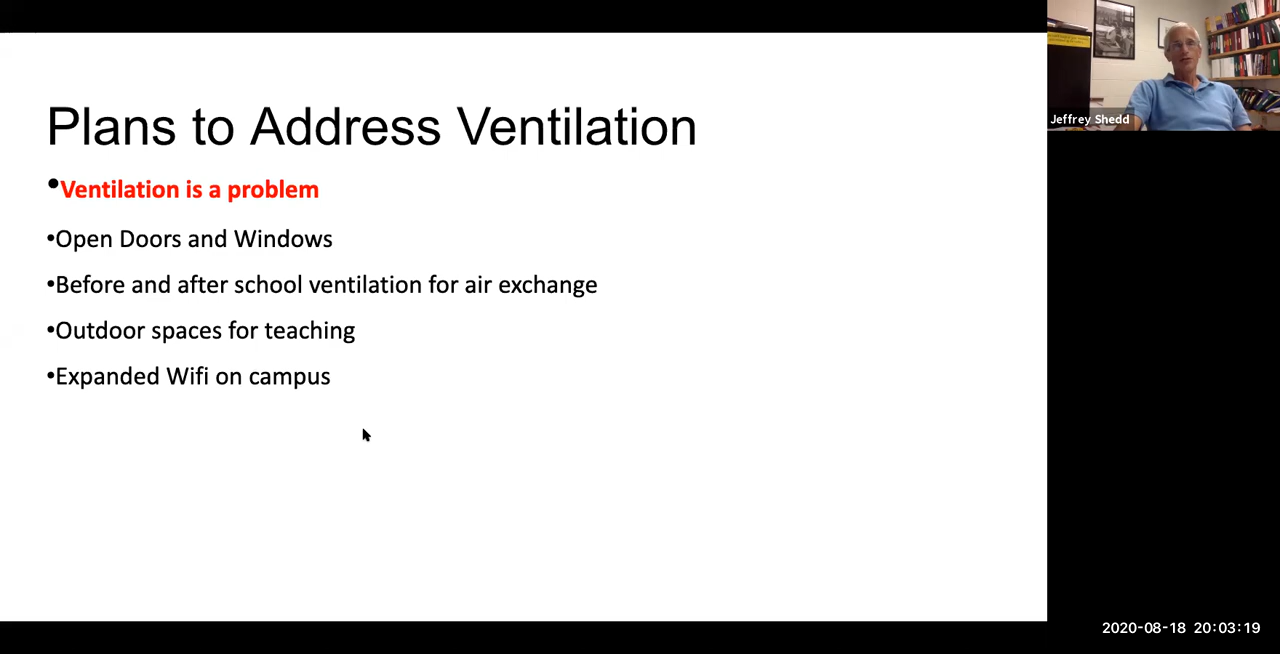 Plans to Address Ventilation
•Ventilation is a problem
•Open Doors and Windows
•Before and after school ventilation for air exchange
•Outdoor spaces for teaching
•Expanded Wifi on campus
Jeffrey Shedd
2020-08-18 20:03:19